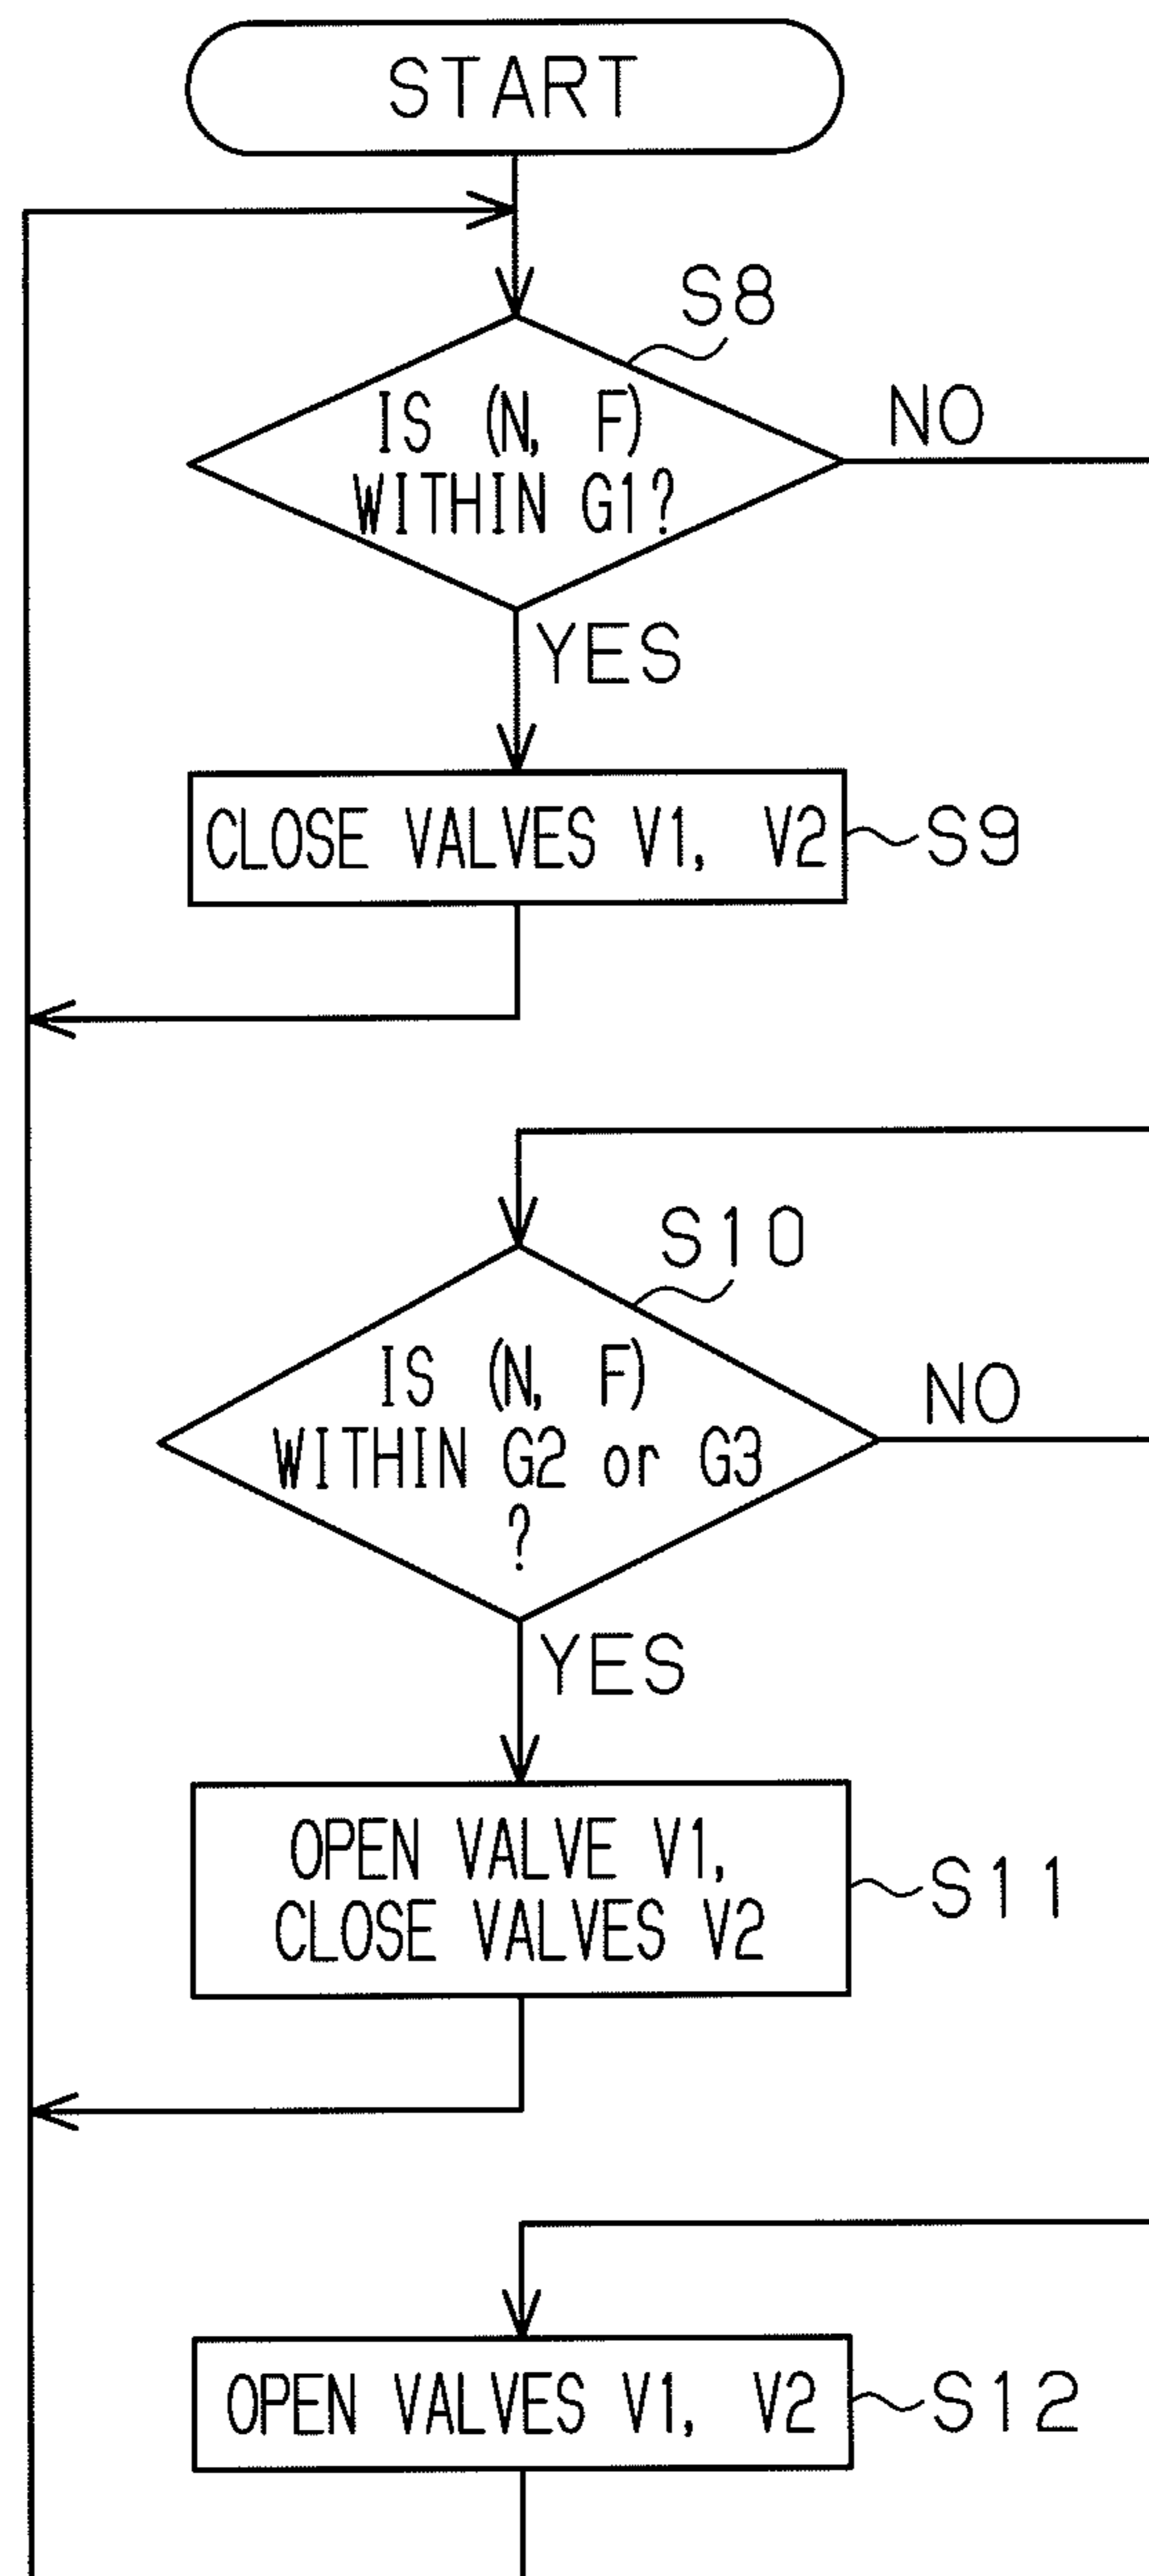 START
S8
IS (N, F)
WITHIN G1?
NO
YES
CLOSE VALVES V1, V2
S9
S10
IS (N, F)
WITHIN G2 or G3
?
NO
YES
OPEN VALVE V1,
CLOSE VALVES V2
S11
OPEN VALVES V1, V2
S12